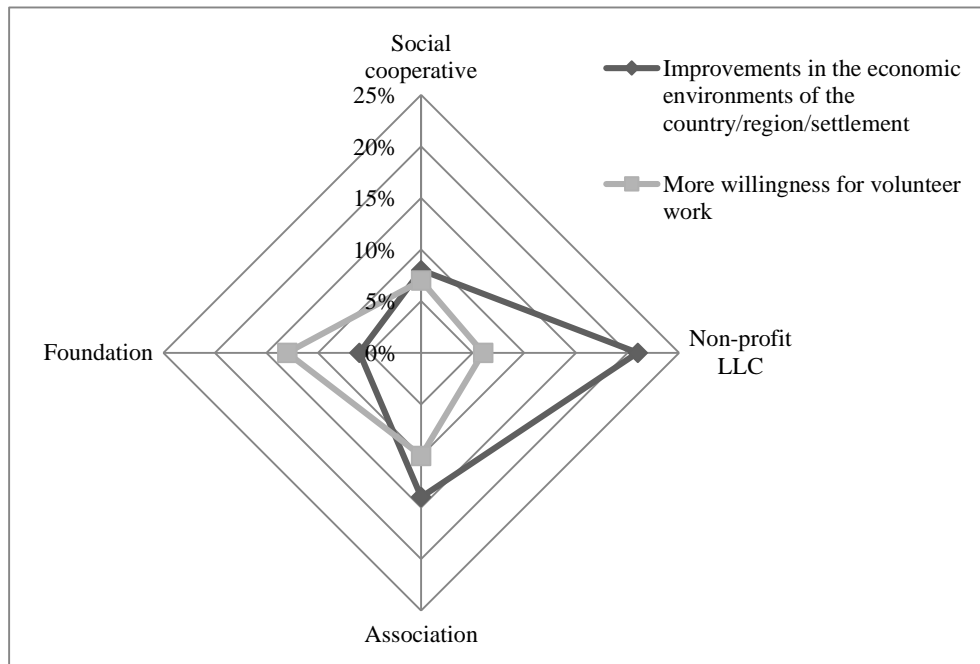 Social
cooperative
25%
20%
15%
10%
5%
0%
Non-profit
LLC
Association
Foundation
Improvements in the economic
environments of the
country/region/settlement
More willingness for volunteer
work